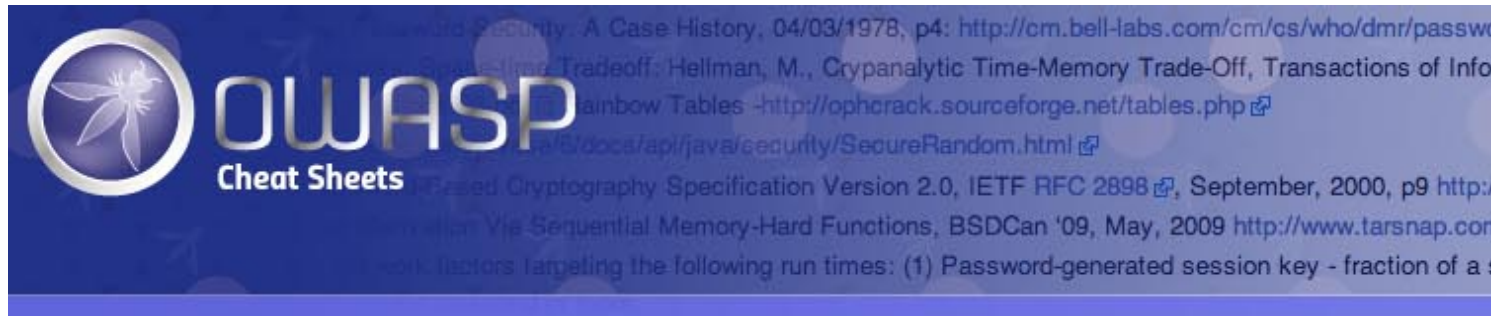 Security: A Case History, 04/03/1978, p4: http://cm.bell-labs.com/cm/cs/who/dmr/passwo
Tradeoff: Hellman, M., Crypanalytic Time-Memory Trade-Off, Transactions of Info
Rainbow Tables -http://ophcrack.sourceforge.net/tables.php
/docs/api/java/security/SecureRandom.html
OWASP
Cheat Sheets
Based Cryptography Specification Version 2.0, IETF RFC 2898, September, 2000, p9 http:/
Via Sequential Memory-Hard Functions, BSDCan '09, May, 2009 http://www.tarsnap.com
work factors targeting the following run times: (1) Password-generated session key - fraction of a s